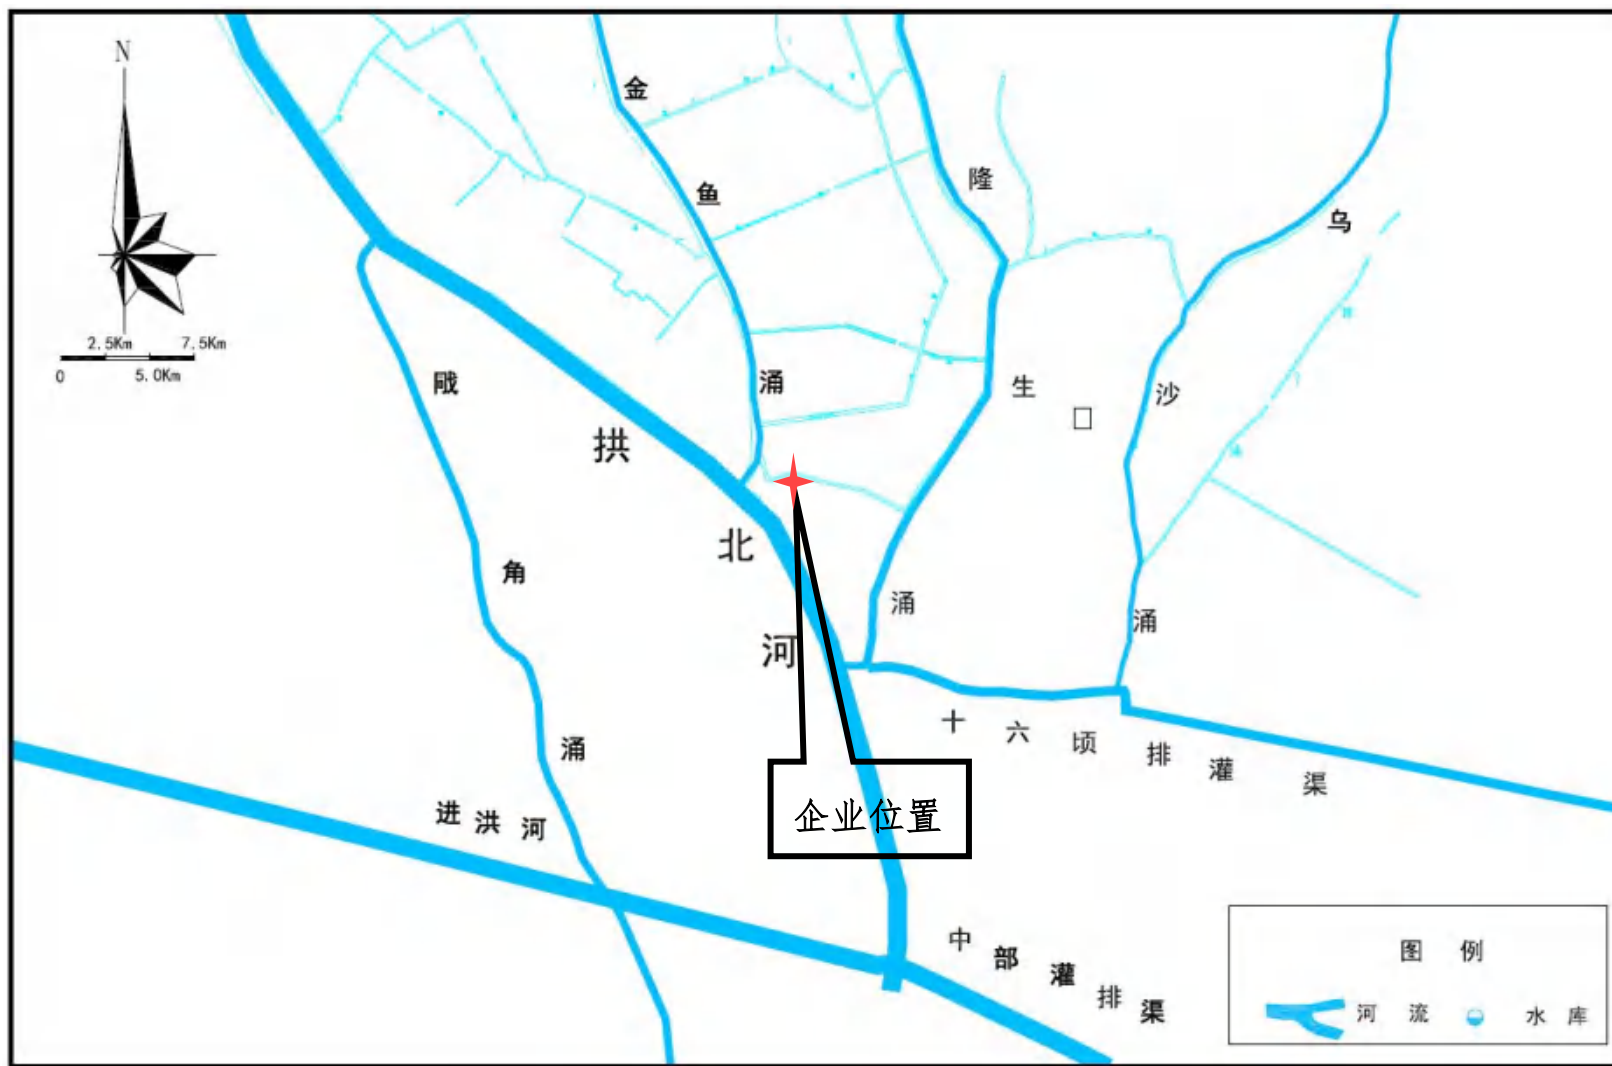 N
2.5Km 7.5Km
0 5.0Km
金鱼涌
隆生涌
乌沙涌
戙角涌
拱北河
十六顷排灌渠
进洪河
企业位置
中部灌排渠
图例
河流 水库